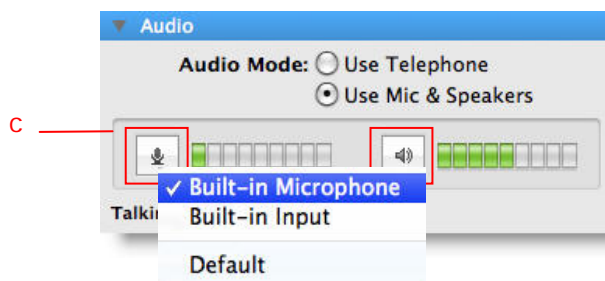 Audio
Audio Mode: Use Telephone
Use Mic & Speakers
C
✓ Built-in Microphone
Built-in Input
Default